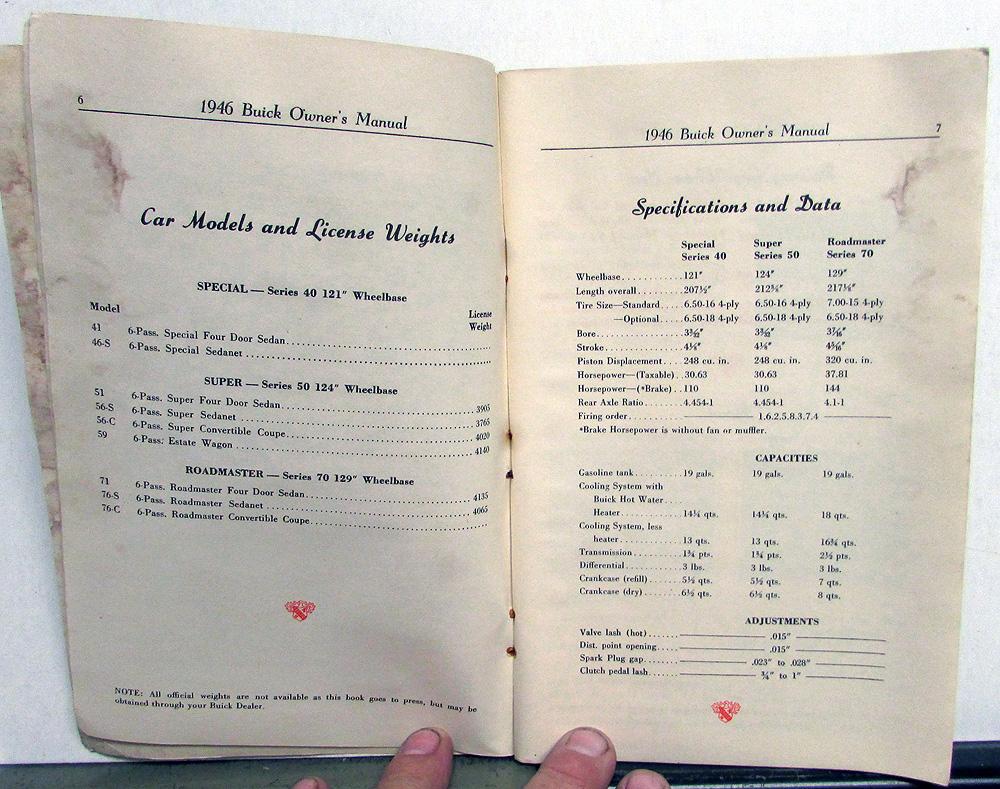 6
1946 Buick Owner's Manual
Car Models and License Weights
SPECIAL — Series 40 121" Wheelbase
Model License Weight
41 6-Pass. Special Four Door Sedan
46-S 6-Pass. Special Sedanet
SUPER — Series 50 124" Wheelbase
51 6-Pass. Super Four Door Sedan 3905
56-S 6-Pass. Super Sedanet 3765
56-C 6-Pass. Super Convertible Coupe 4020
59 6-Pass. Estate Wagon 4140
ROADMASTER — Series 70 129" Wheelbase
71 6-Pass. Roadmaster Four Door Sedan 4135
76-S 6-Pass. Roadmaster Sedanet 4065
76-C 6-Pass. Roadmaster Convertible Coupe
NOTE: All official weights are not available as this book goes to press, but may be
obtained through your Buick Dealer.
1946 Buick Owner's Manual 7
Specifications and Data
Special Super Roadmaster
Series 40 Series 50 Series 70
Wheelbase 121" 124" 129"
Length overall 207½" 217⅛"
Tire Size—Standard 6.50-16 4-ply 6.50-16 4-ply 7.00-15 4-ply
—Optional 6.50-18 4-ply 6.50-18 4-ply 6.50-18 4-ply
Bore 3 3/32" 3 3/32" 3 7/16"
Stroke 4⅛" 4⅛" 4 5/16"
Piston Displacement 248 cu. in. 248 cu. in. 320 cu. in.
Horsepower—(Taxable) 30.63 30.63 37.81
Horsepower—(*Brake) 110 110 144
Rear Axle Ratio 4.454-1 4.454-1 4.1-1
Firing order 1.6.2.5.8.3.7.4
*Brake Horsepower is without fan or muffler.
CAPACITIES
Gasoline tank 19 gals. 19 gals. 19 gals.
Cooling System with
Buick Hot Water
Heater 14¼ qts. 14¼ qts. 18 qts.
Cooling System, less
heater 13 qts. 13 qts. 16¾ qts.
Transmission 1¾ pts. 1¾ pts. 2½ pts.
Differential 3 lbs. 3 lbs. 3 lbs.
Crankcase (refill) 5½ qts. 5½ qts. 7 qts.
Crankcase (dry) 6½ qts. 6½ qts. 8 qts.
ADJUSTMENTS
Valve lash (hot) .015"
Dist. point opening .015"
Spark Plug gap .023" to .028"
Clutch pedal lash ¾" to 1"